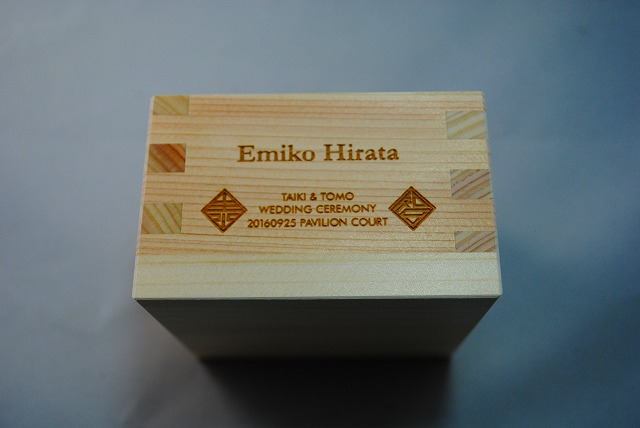 Emiko Hirata
TAIKI & TOMO
WEDDING CEREMONY
20160925 PAVILION COURT